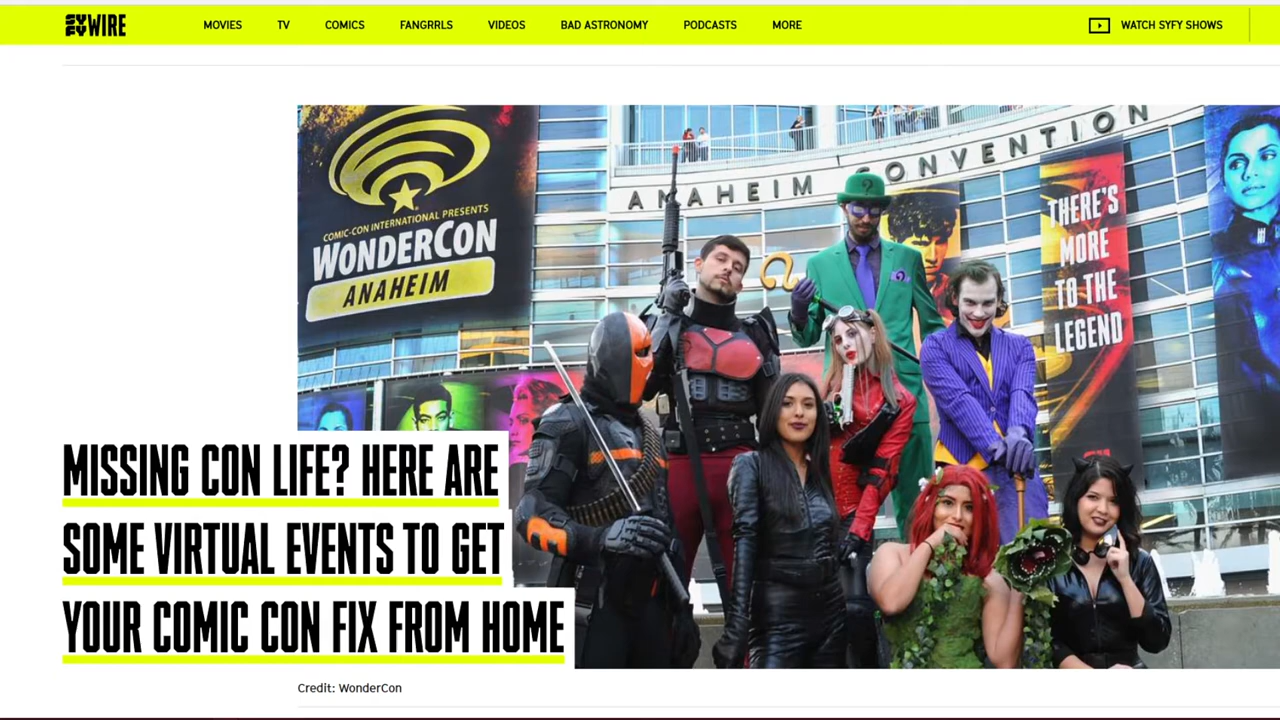 SYFY WIRE
MOVIES TV COMICS FANGRRLS VIDEOS BAD ASTRONOMY PODCASTS MORE WATCH SYFY SHOWS
COMIC-CON INTERNATIONAL PRESENTS
WONDERCON
ANAHEIM
ANAHEIM CONVENTION
THERE'S
MORE
TO THE
LEGEND
MISSING CON LIFE? HERE ARE
SOME VIRTUAL EVENTS TO GET
YOUR COMIC CON FIX FROM HOME
Credit: WonderCon